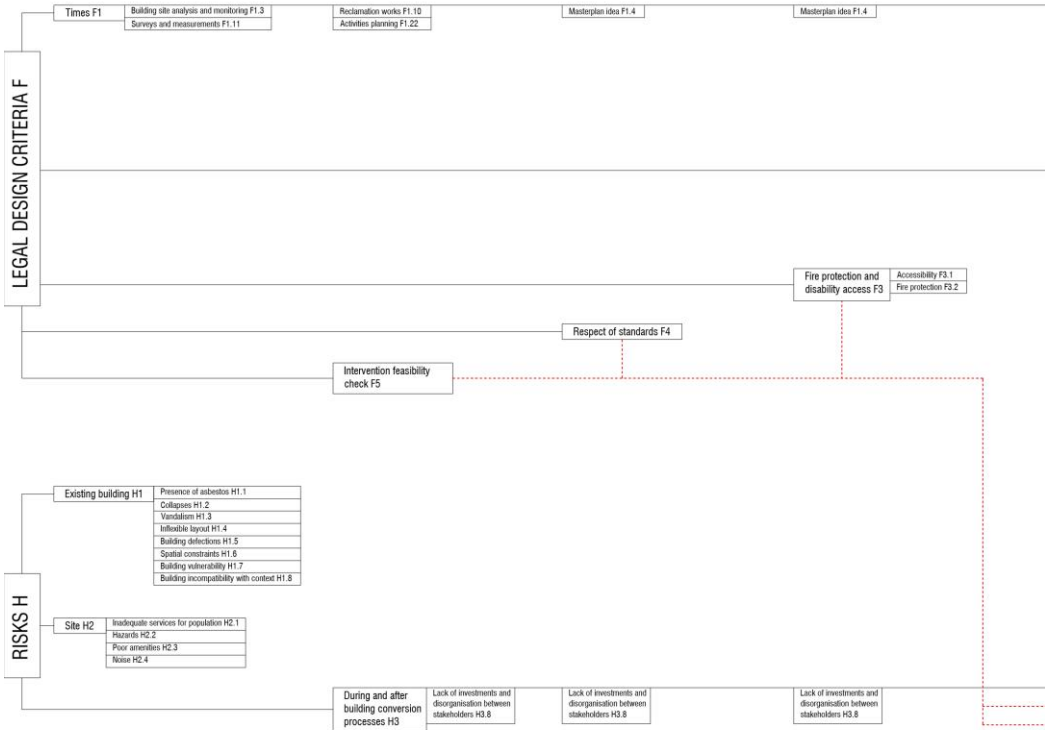 Times F1
Building site analysis and monitoring F1.3
Surveys and measurements F1.11
Reclamation works F1.10
Activities planning F1.22
Masterplan idea F1.4
Masterplan idea F1.4
LEGAL DESIGN CRITERIA F
Fire protection and
disability access F3
Accessibility F3.1
Fire protection F3.2
Respect of standards F4
Intervention feasibility
check F5
RISKS H
Existing building H1
Presence of asbestos H1.1
Collapses H1.2
Vandalism H1.3
Inflexible layout H1.4
Building defections H1.5
Spatial constraints H1.6
Building vulnerability H1.7
Building incompatibility with context H1.8
Site H2
Inadequate services for population H2.1
Hazards H2.2
Poor amenities H2.3
Noise H2.4
During and after
building conversion
processes H3
Lack of investments and
disorganisation between
stakeholders H3.8
Lack of investments and
disorganisation between
stakeholders H3.8
Lack of investments and
disorganisation between
stakeholders H3.8